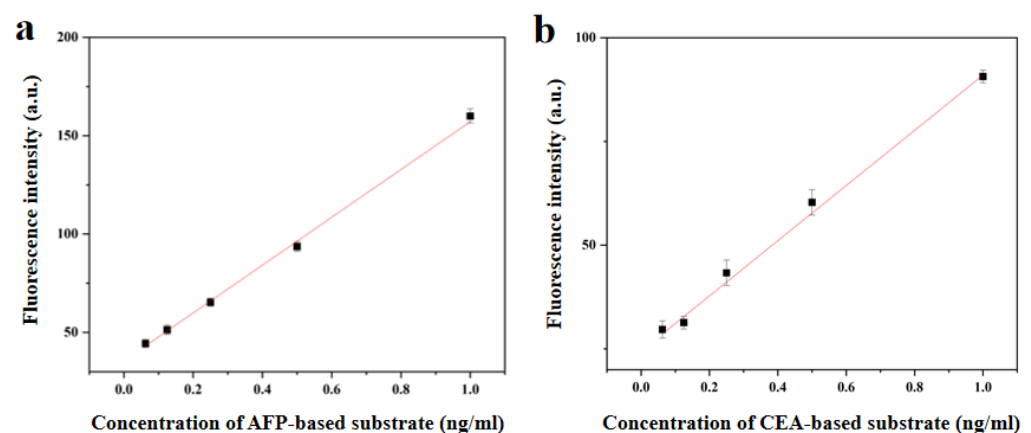 a
200
150
100
50
0.0 0.2 0.4 0.6 0.8 1.0
Fluorescence intensity (a.u.)
Concentration of AFP-based substrate (ng/ml)
b
100
50
0.0 0.2 0.4 0.6 0.8 1.0
Fluorescence intensity (a.u.)
Concentration of CEA-based substrate (ng/ml)